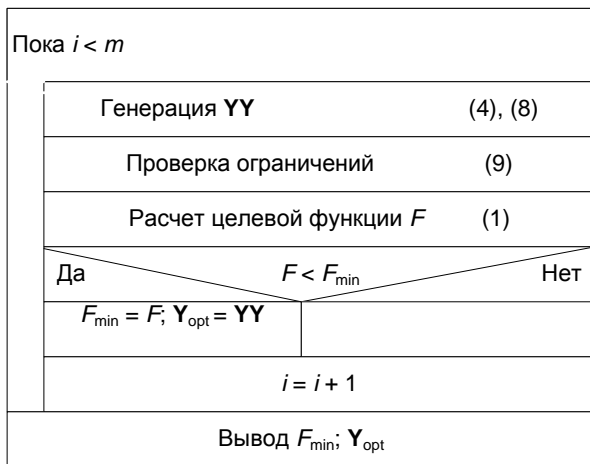 Пока i < m
Генерация YY (4), (8)
Проверка ограничений (9)
Расчет целевой функции F (1)
Да F < Fmin Нет
Fmin = F; Yopt = YY
i = i + 1
Вывод Fmin; Yopt